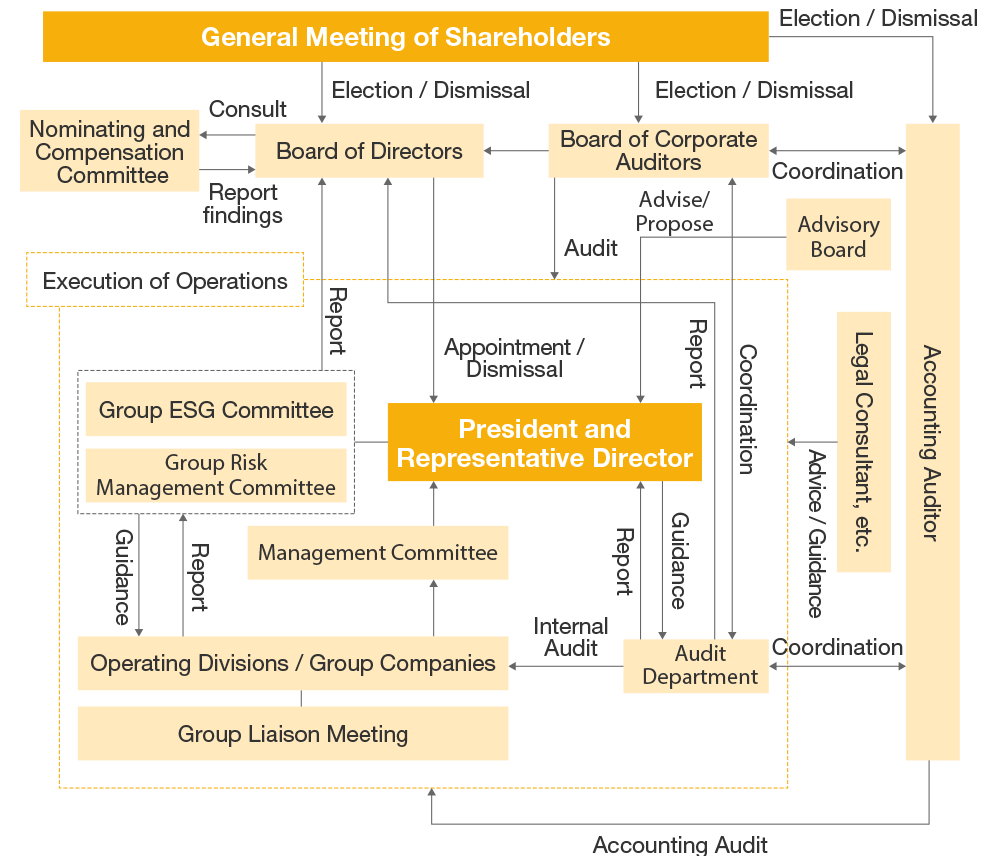 General Meeting of Shareholders
Election / Dismissal
Election / Dismissal
Election / Dismissal
Consult
Nominating and
Compensation
Committee
Report
findings
Board of Directors
Board of Corporate
Auditors
Coordination
Advise/
Propose
Advisory
Board
Audit
Execution of Operations
Report
Appointment /
Dismissal
Report
Coordination
Legal Consultant, etc.
Advice / Guidance
Accounting Auditor
Group ESG Committee
Group Risk
Management Committee
President and
Representative Director
Guidance
Report
Management Committee
Report
Guidance
Internal
Audit
Operating Divisions / Group Companies
Audit
Department
Coordination
Group Liaison Meeting
Accounting Audit